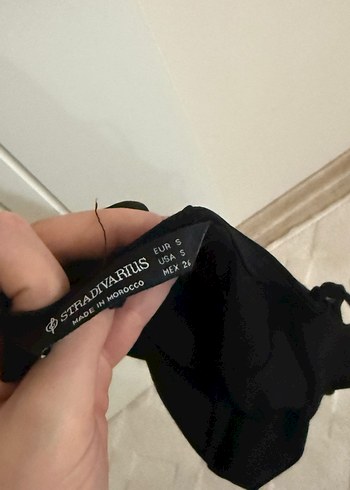 STRADIVARIUS
MADE IN MOROCCO
EUR S
USA S
MEX 26